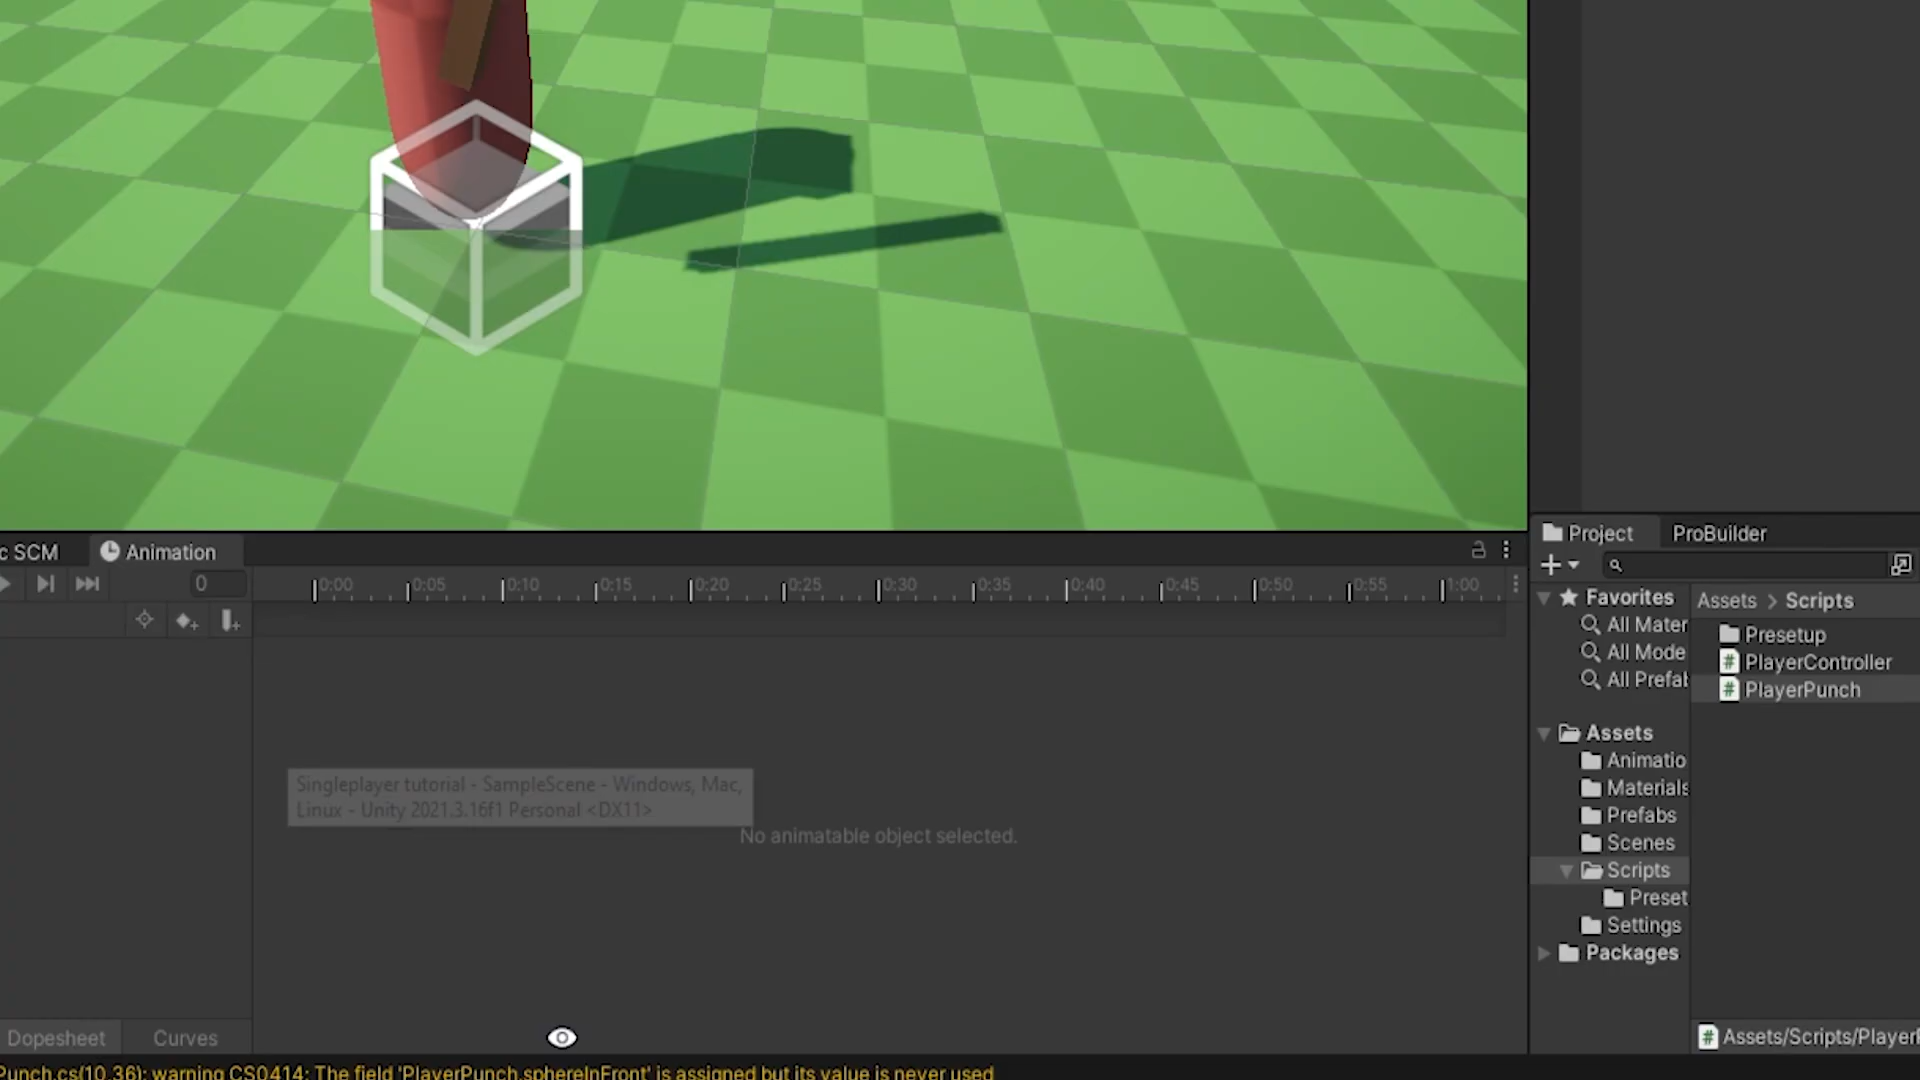 c SCM
Animation
0
0:00
0:05
0:10
0:15
0:20
0:25
0:30
0:35
0:40
0:45
0:50
0:55
1:00
Singleplayer tutorial - SampleScene - Windows, Mac,
Linux - Unity 2021.3.16f1 Personal <DX11>
No animatable object selected.
Dopesheet
Curves
Punch.cs(10,36): warning CS0414: The field 'PlayerPunch.sphereInFront' is assigned but its value is never used
Project
ProBuilder
Favorites
All Mater
All Mode
All Prefab
Assets
Animatio
Materials
Prefabs
Scenes
Scripts
Preset
Settings
Packages
Assets > Scripts
Presetup
# PlayerController
# PlayerPunch
# Assets/Scripts/PlayerP